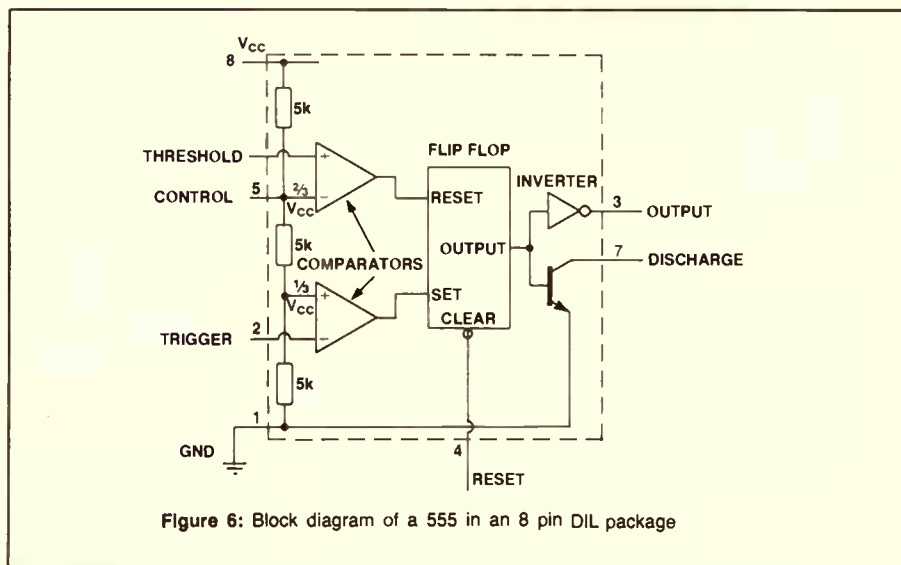 VCC
8
5k
THRESHOLD
+
FLIP FLOP
INVERTER
CONTROL
5
2/3
−
VCC
RESET
3
OUTPUT
OUTPUT
5k
COMPARATORS
7
DISCHARGE
1/3
+
VCC
SET
CLEAR
TRIGGER
2
−
5k
1
GND
4
RESET
Figure 6: Block diagram of a 555 in an 8 pin DIL package